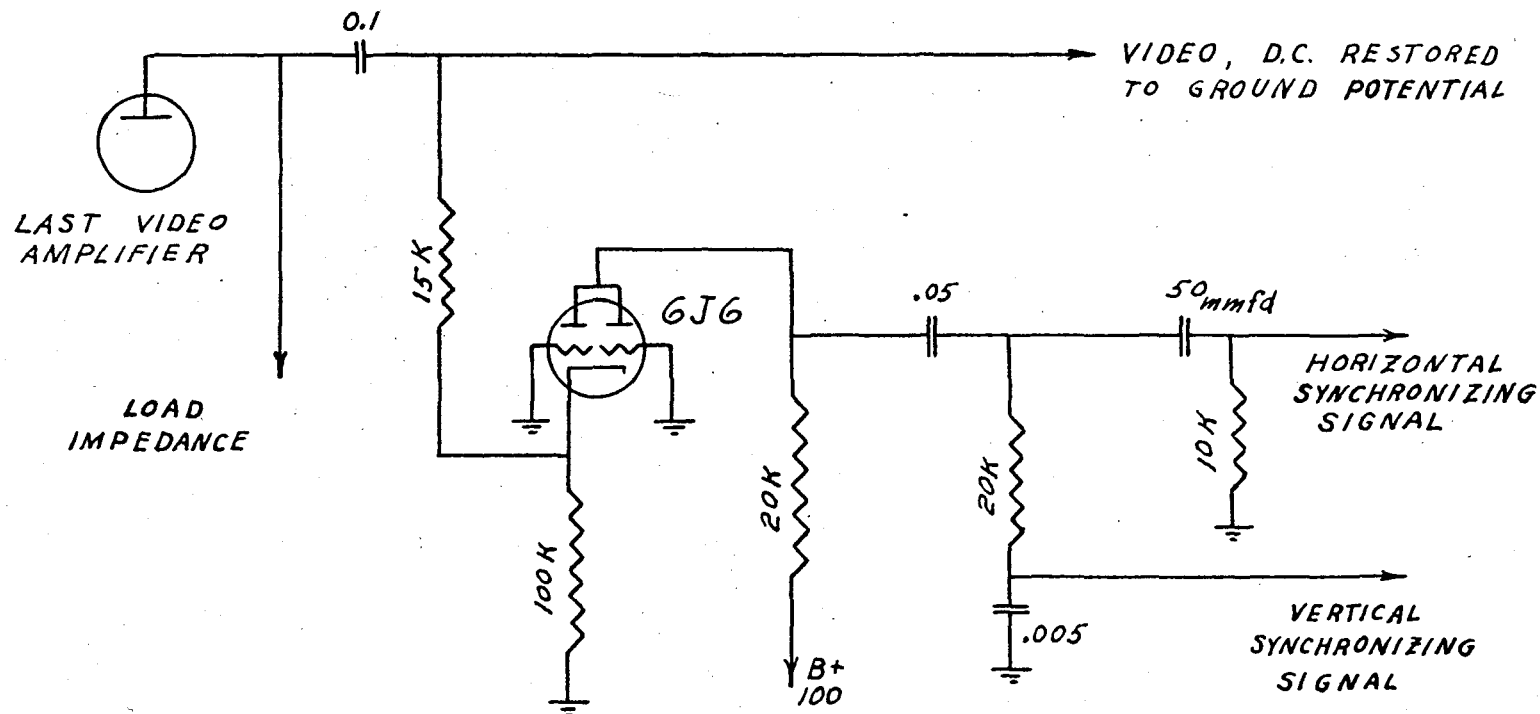 0.1
VIDEO, D.C. RESTORED
TO GROUND POTENTIAL
LAST VIDEO
AMPLIFIER
15K
6J6
.05
50mmfd
LOAD
IMPEDANCE
HORIZONTAL
SYNCHRONIZING
SIGNAL
100K
20K
20K
10K
B+
100
.005
VERTICAL
SYNCHRONIZING
SIGNAL